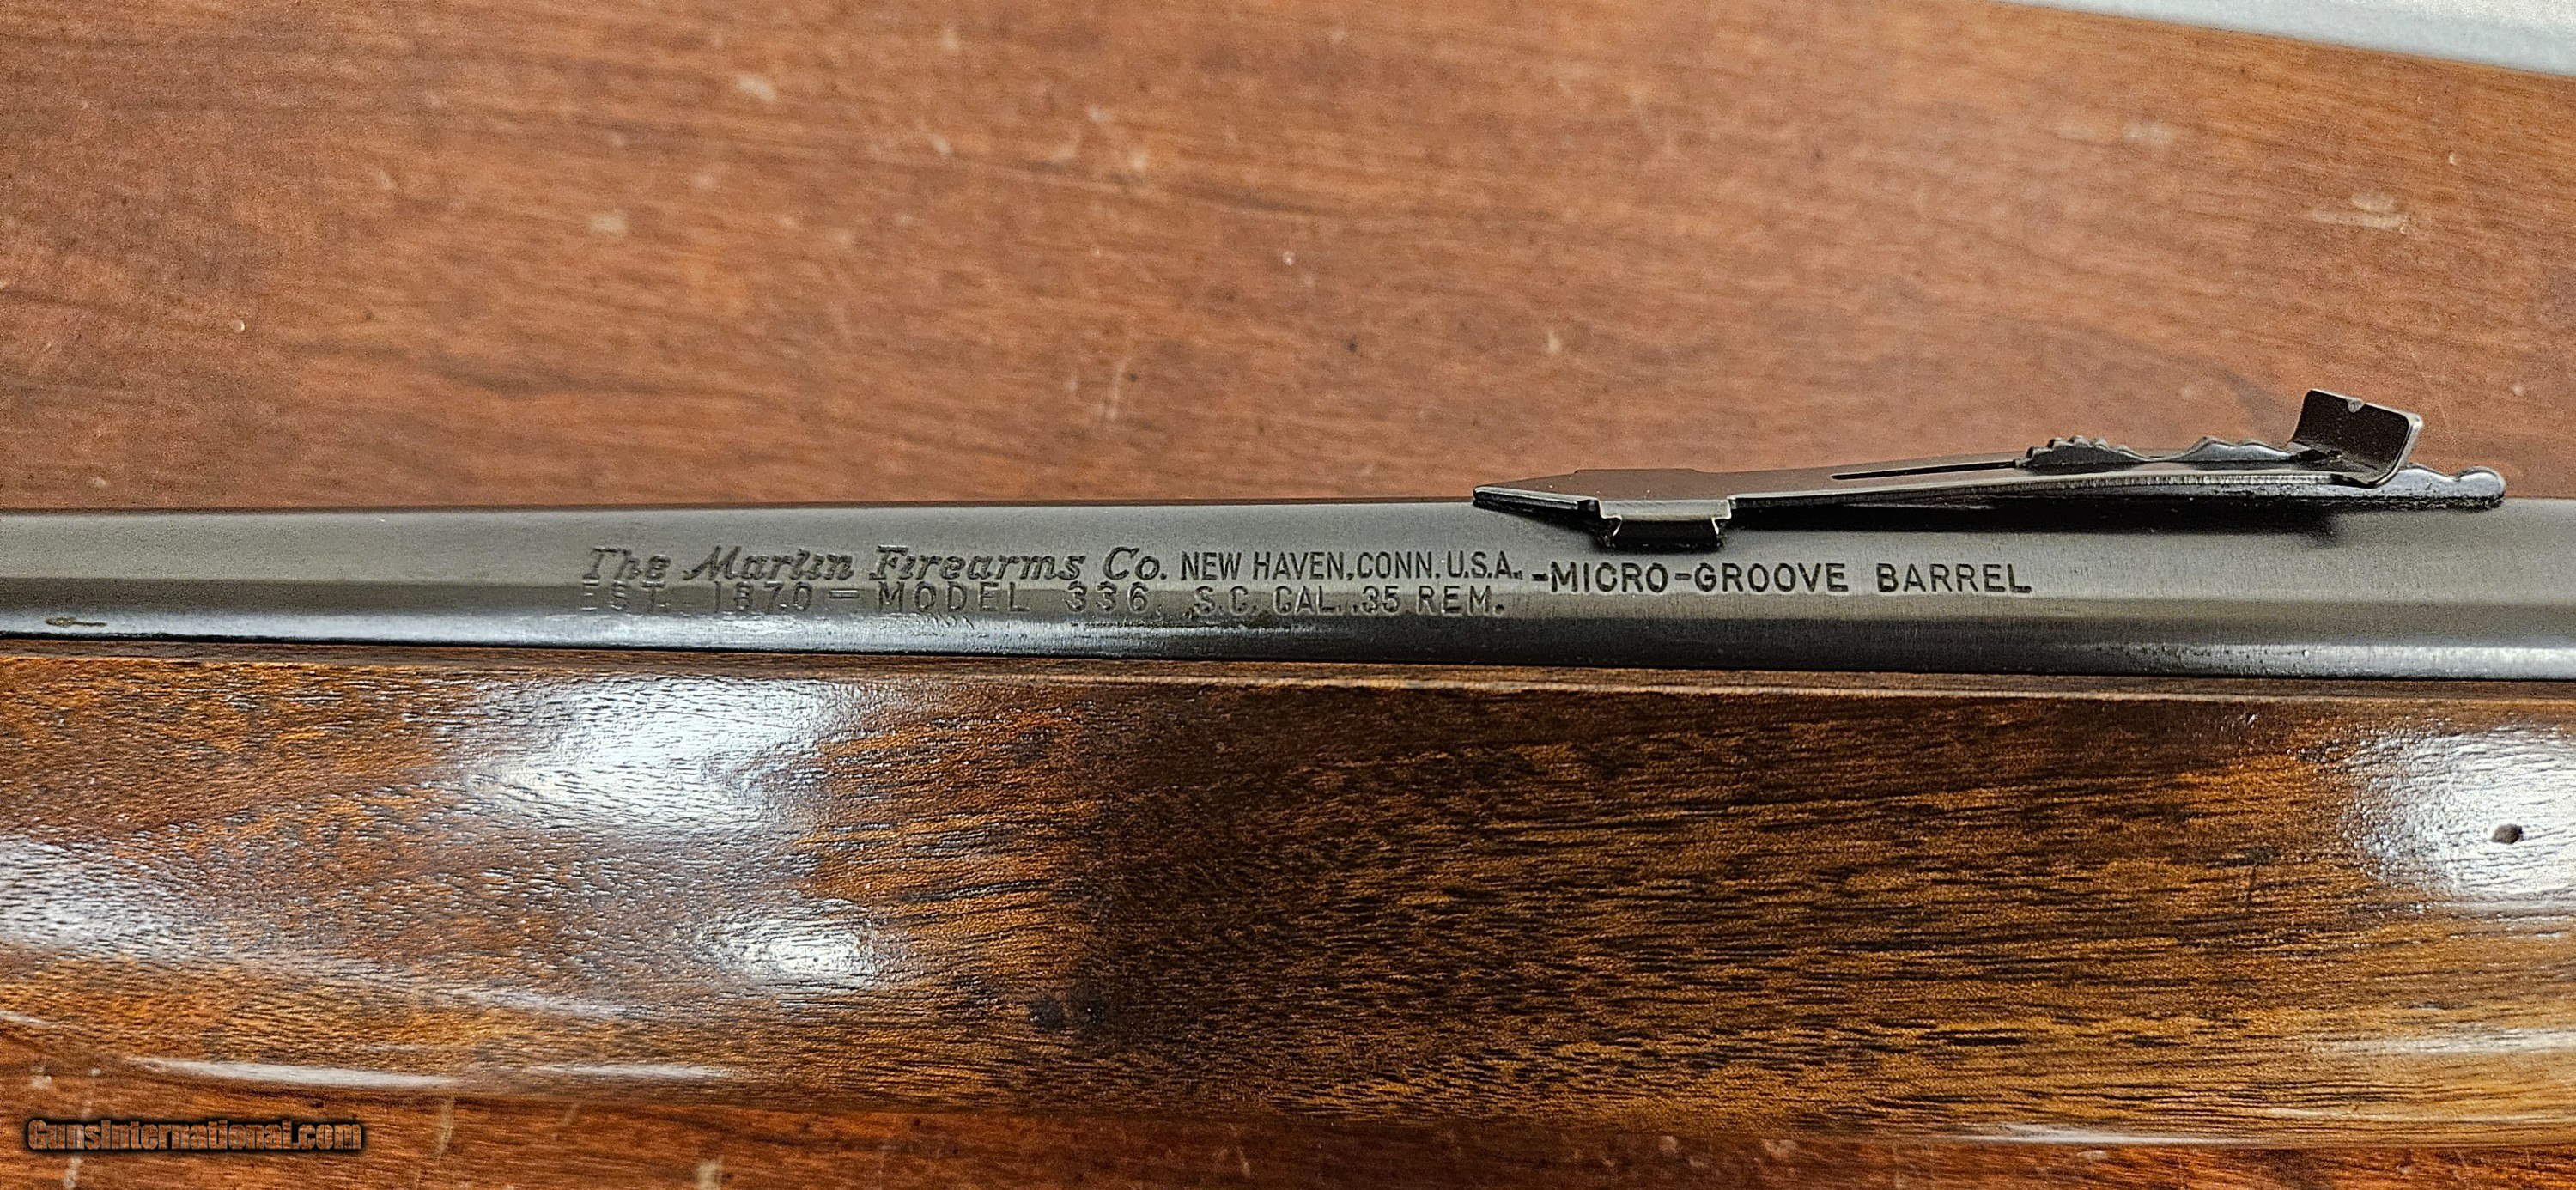 The Marlin Firearms Co. NEW HAVEN, CONN. U.S.A. -MICRO-GROOVE BARREL
EST. 1870 - MODEL 336 S.C. CAL. .35 REM.
GunsInternational.com